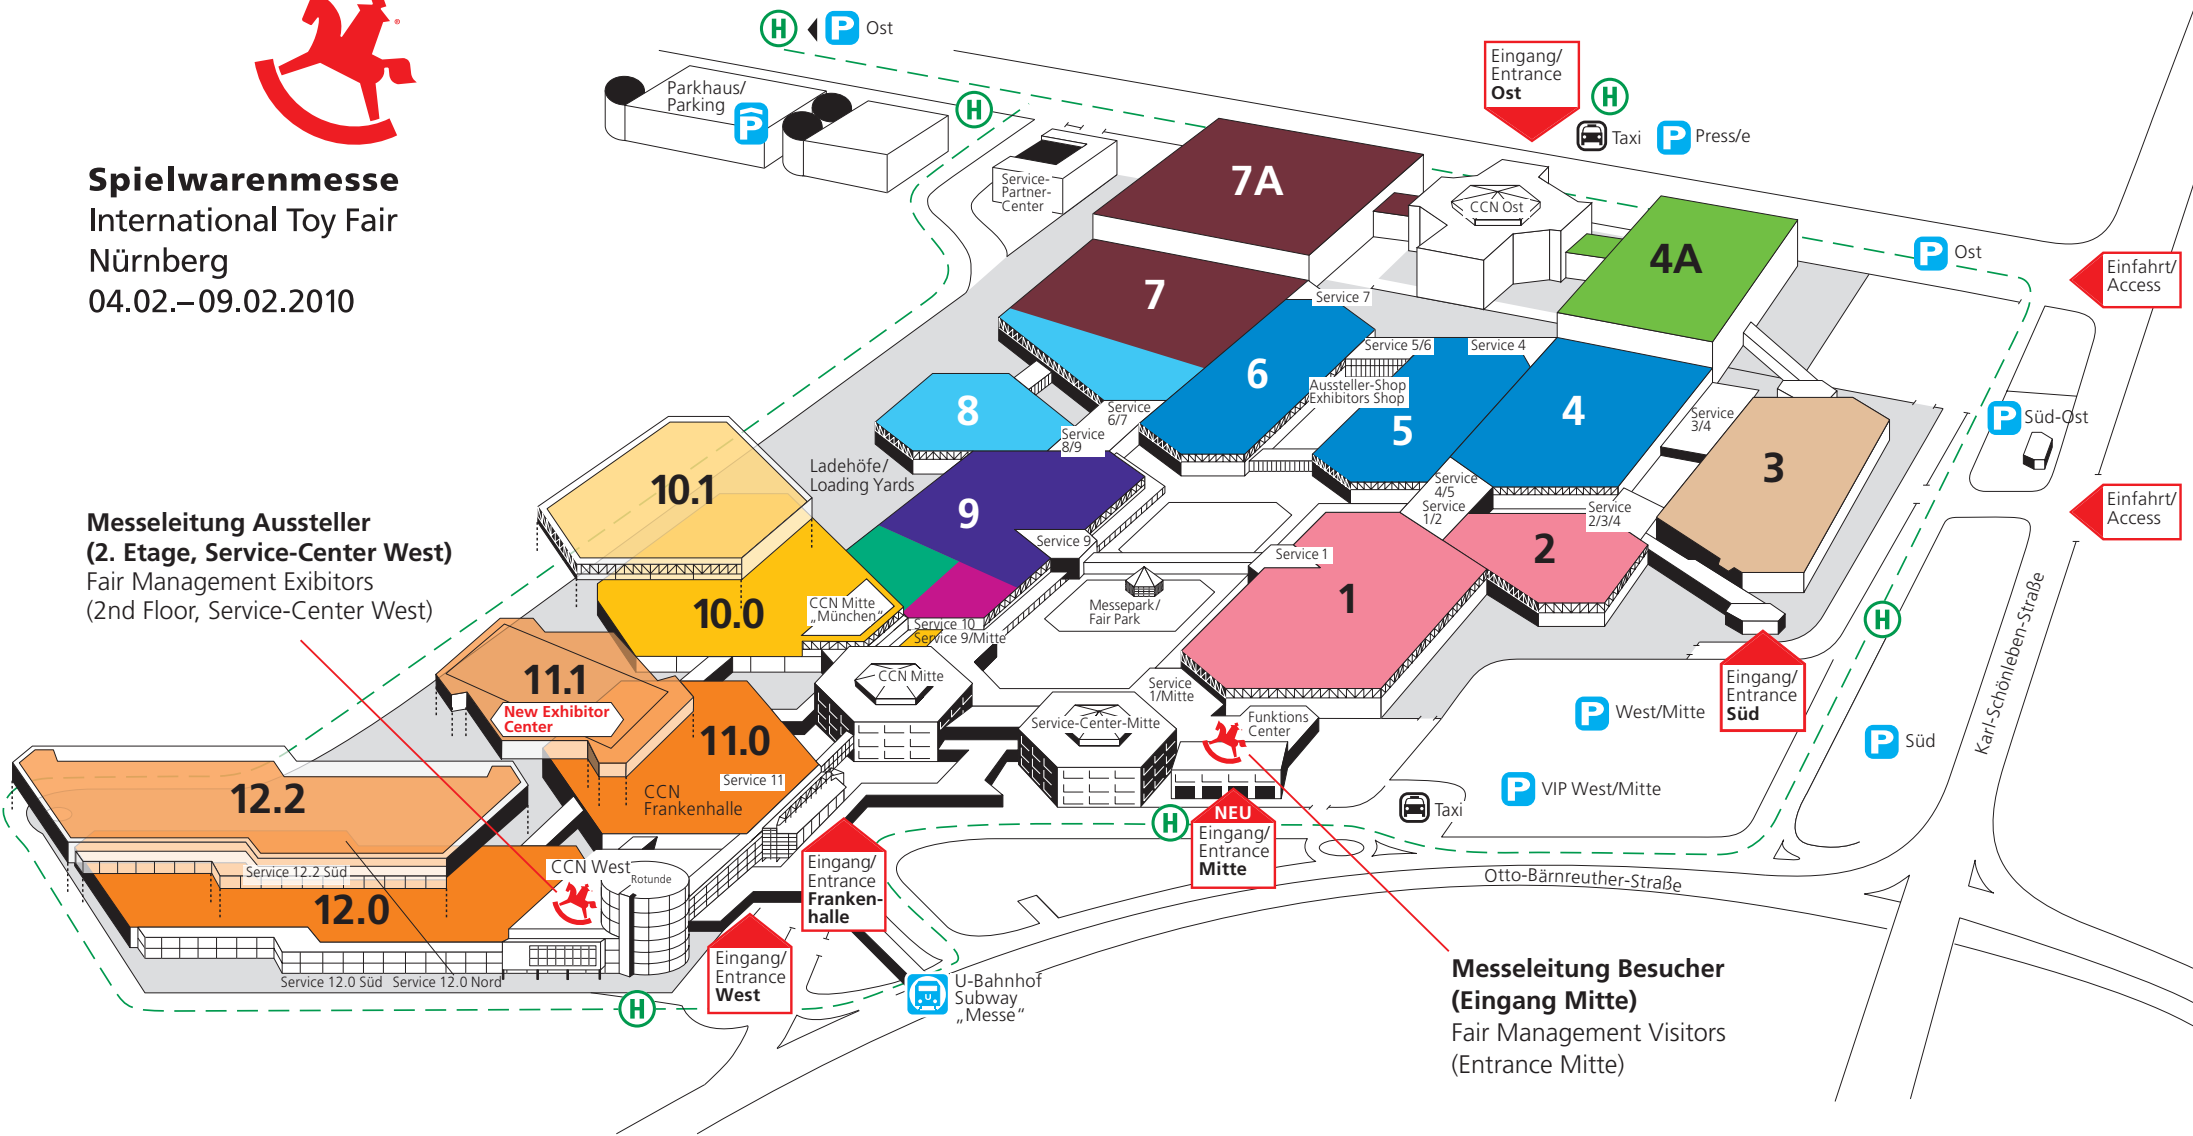 H
P Ost
Spielwarenmesse
International Toy Fair
Nürnberg
04.02.–09.02.2010
Parkhaus/
Parking
P
H
Service-
Partner-
Center
Eingang/
Entrance
Ost
H
Taxi
P Press/e
7A
CCN Ost
4A
P Ost
Einfahrt/
Access
7
Service 7
6
Service 5/6
Service 4
Aussteller-Shop
Exhibitors Shop
5
4
Service
3/4
3
P Süd-Ost
Einfahrt/
Access
8
Service
6/7
Service
8/9
Ladehöfe/
Loading Yards
10.1
9
Service 9
Service
4/5
Service
1/2
Service
2/3/4
Service 1
1
2
Messepark/
Fair Park
Messeleitung Aussteller
(2. Etage, Service-Center West)
Fair Management Exibitors
(2nd Floor, Service-Center West)
10.0
CCN Mitte
„München“
Service 10
Service 9/Mitte
CCN Mitte
Service
1/Mitte
Service-Center-Mitte
Funktions
Center
H
Karl-Schönleben-Straße
Eingang/
Entrance
Süd
P West/Mitte
P Süd
P VIP West/Mitte
Taxi
11.1
New Exhibitor
Center
11.0
Service 11
CCN
Frankenhalle
12.2
Service 12.2 Süd
12.0
CCN West
Rotunde
Service 12.0 Süd
Service 12.0 Nord
Eingang/
Entrance
Franken-
halle
H
NEU
Eingang/
Entrance
Mitte
Otto-Bärnreuther-Straße
Eingang/
Entrance
West
H
U
U-Bahnhof
Subway
„Messe“
Messeleitung Besucher
(Eingang Mitte)
Fair Management Visitors
(Entrance Mitte)